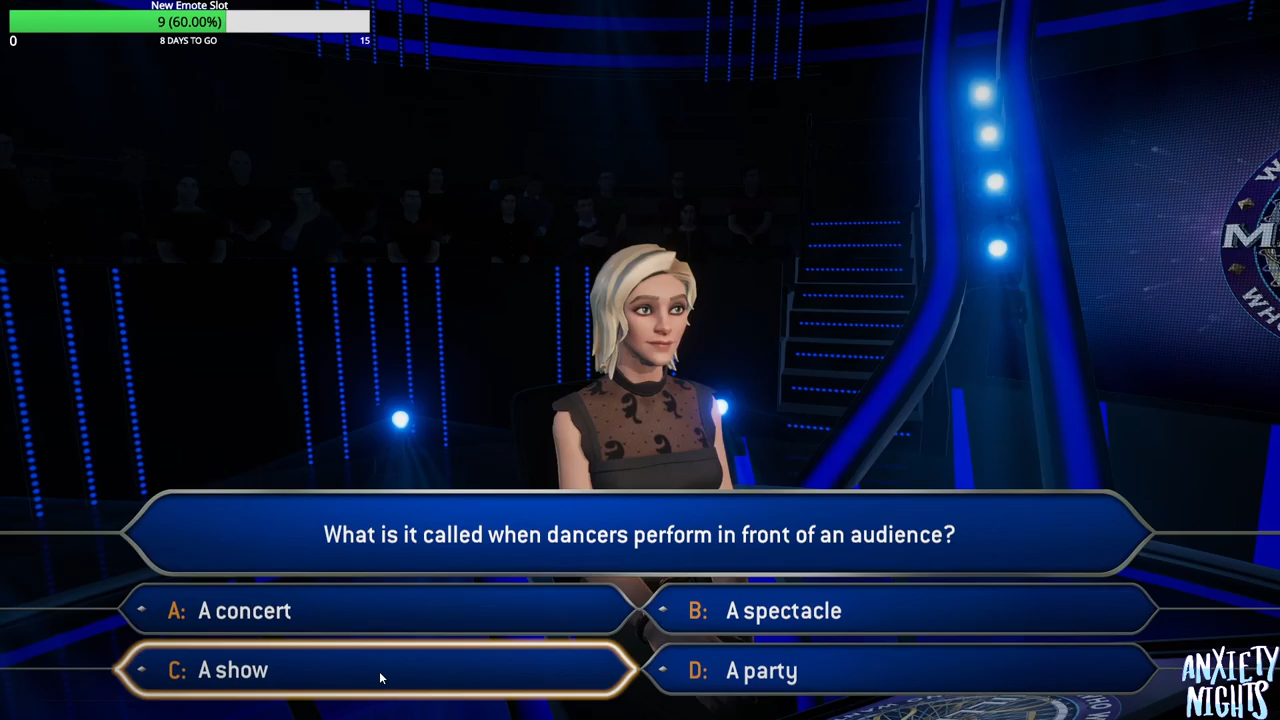 New Emote Slot
9 (60.00%)
0 8 DAYS TO GO 15
What is it called when dancers perform in front of an audience?
A: A concert
B: A spectacle
C: A show
D: A party
ANXIETY
NIGHTS